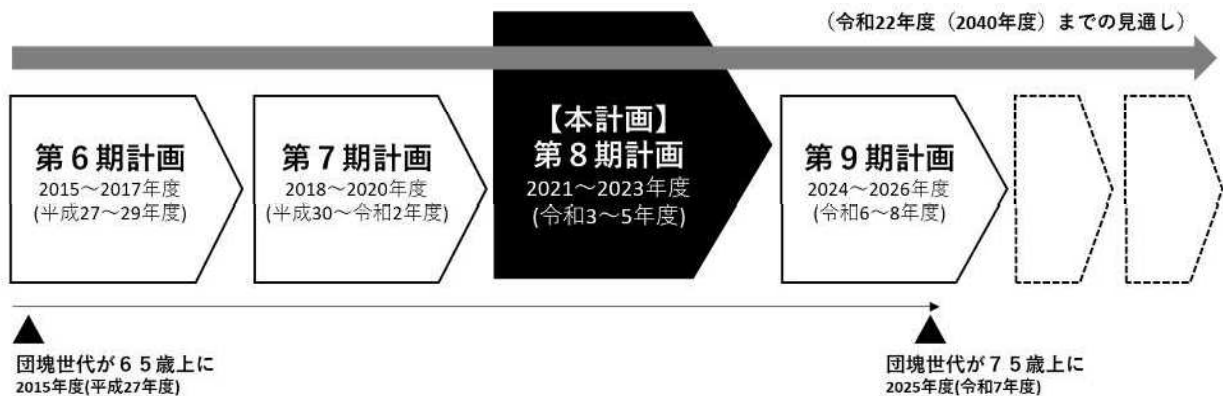 (令和22年度(2040年度)までの見通し)
第6期計画
2015~2017年度
(平成27~29年度)
第7期計画
2018~2020年度
(平成30~令和2年度)
【本計画】
第8期計画
2021~2023年度
(令和3~5年度)
第9期計画
2024~2026年度
(令和6~8年度)
団塊世代が65歳上に
2015年度(平成27年度)
団塊世代が75歳上に
2025年度(令和7年度)